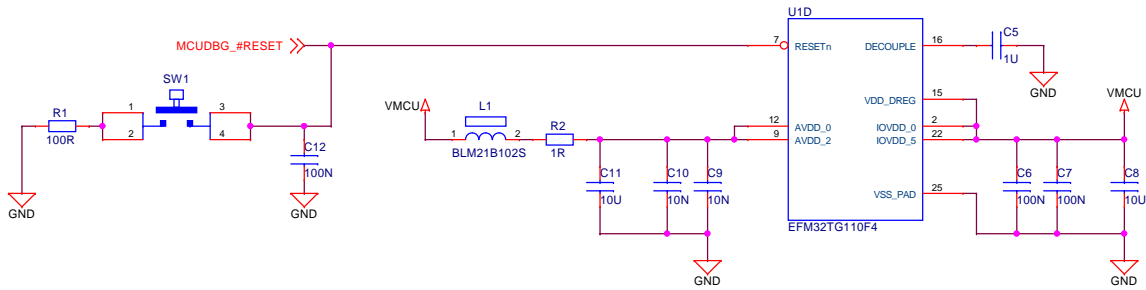 U1D
MCUDBG_#RESET
7
RESETn
DECOUPLE
16
C5
1U
GND
SW1
R1
100R
1
2
3
4
C12
100N
GND
GND
VMCU
L1
1
2
BLM21B102S
R2
1R
12
9
AVDD_0
AVDD_2
VDD_DREG
15
IOVDD_0
2
IOVDD_5
22
VMCU
C11
10U
C10
10N
C9
10N
GND
VSS_PAD
25
C6
100N
C7
100N
C8
10U
GND
EFM32TG110F4